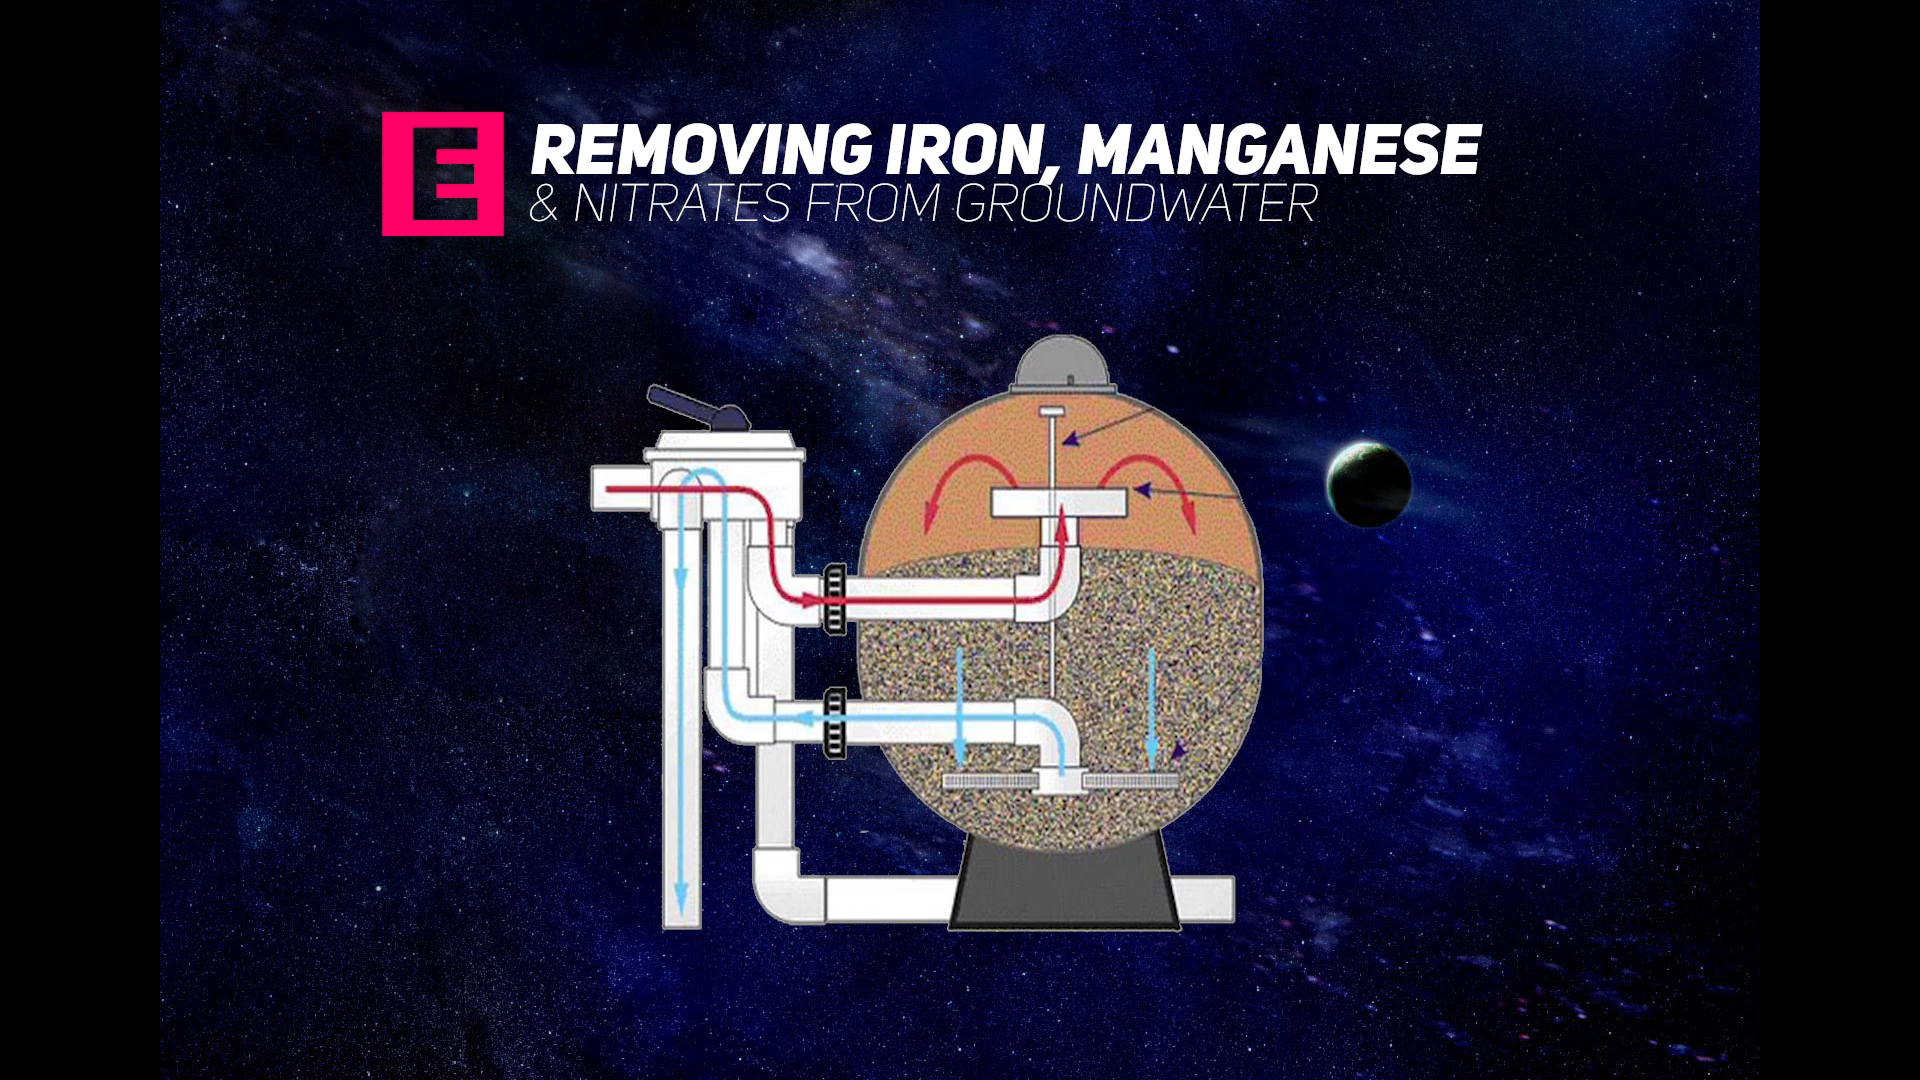 E
REMOVING IRON, MANGANESE
& NITRATES FROM GROUNDWATER